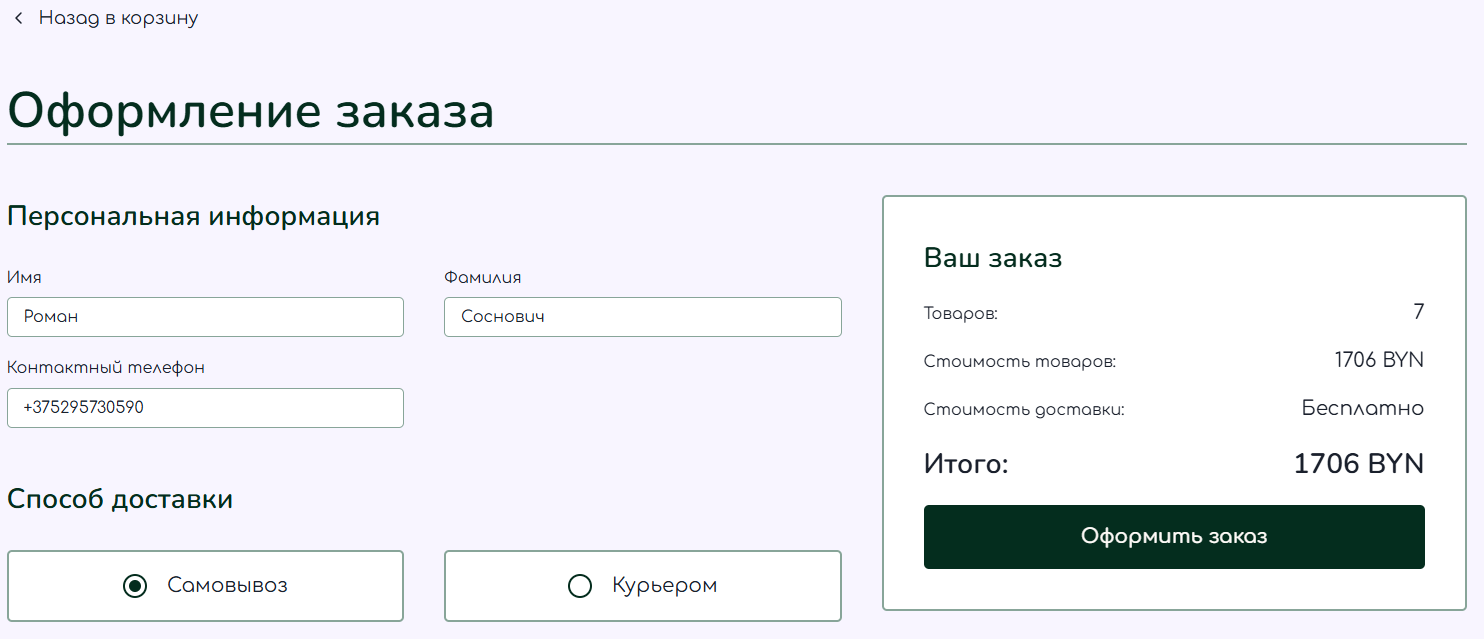 Назад в корзину
Оформление заказа
Персональная информация
Имя
Фамилия
Роман
Соснович
Контактный телефон
+375295730590
Способ доставки
Самовывоз
Курьером
Ваш заказ
Товаров: 7
Стоимость товаров: 1706 BYN
Стоимость доставки: Бесплатно
Итого: 1706 BYN
Оформить заказ